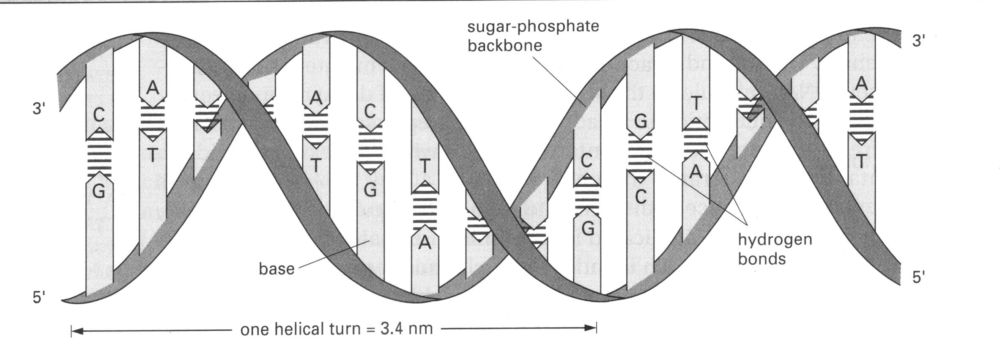 sugar-phosphate
backbone
3'
3'
C A A C T C G T A
G T T G A G C A T
base
hydrogen
bonds
5'
5'
one helical turn = 3.4 nm